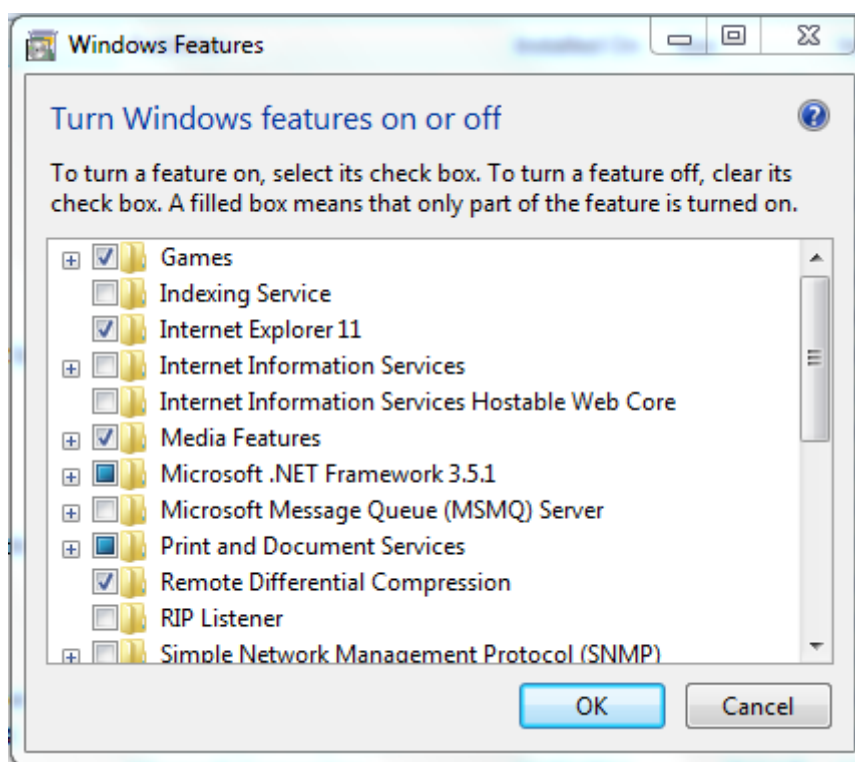 Windows Features
Turn Windows features on or off
To turn a feature on, select its check box. To turn a feature off, clear its
check box. A filled box means that only part of the feature is turned on.
Games
Indexing Service
Internet Explorer 11
Internet Information Services
Internet Information Services Hostable Web Core
Media Features
Microsoft .NET Framework 3.5.1
Microsoft Message Queue (MSMQ) Server
Print and Document Services
Remote Differential Compression
RIP Listener
Simple Network Management Protocol (SNMP)
OK
Cancel